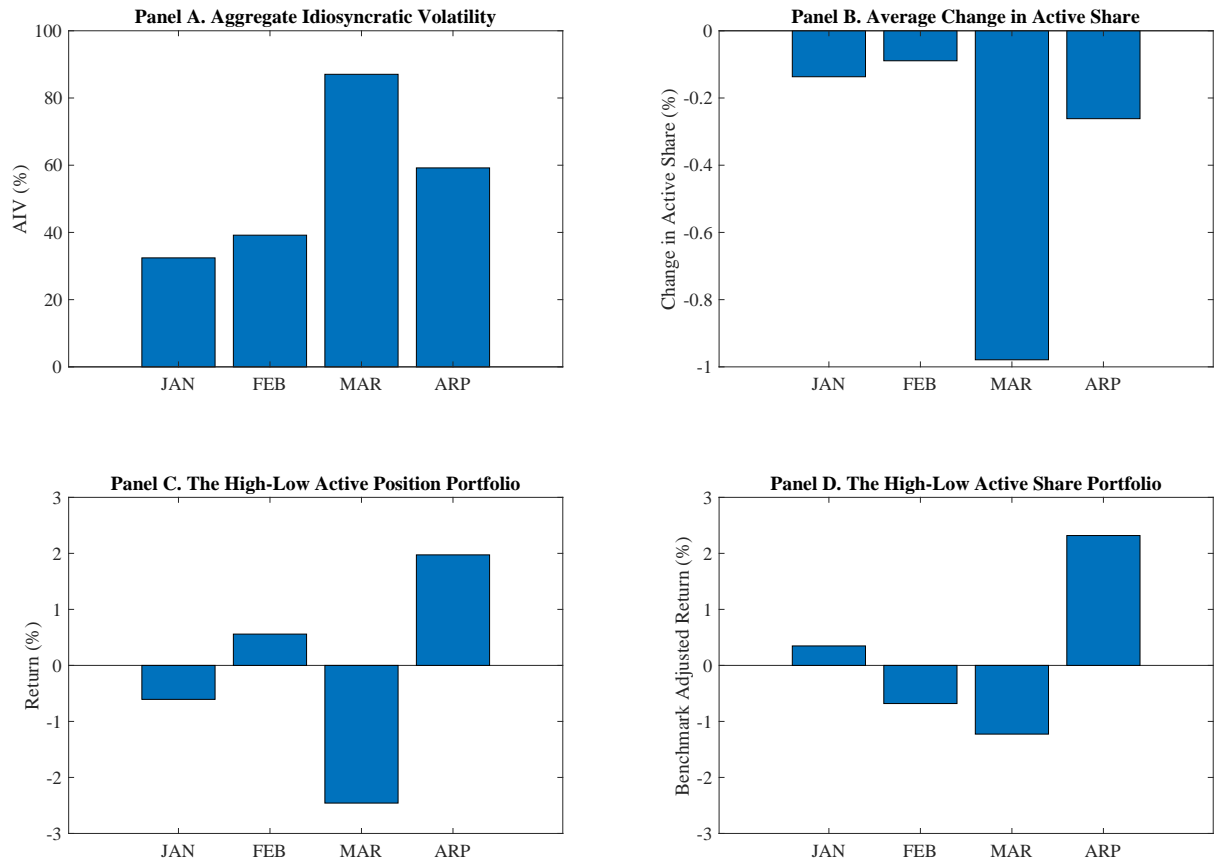 Panel A. Aggregate Idiosyncratic Volatility
100
80
60
40
20
0
AIV (%)
JAN FEB MAR ARP
Panel B. Average Change in Active Share
0
-0.2
-0.4
-0.6
-0.8
-1
Change in Active Share (%)
JAN FEB MAR ARP
Panel C. The High-Low Active Position Portfolio
3
2
1
0
-1
-2
-3
Return (%)
JAN FEB MAR ARP
Panel D. The High-Low Active Share Portfolio
3
2
1
0
-1
-2
-3
Benchmark Adjusted Return (%)
JAN FEB MAR ARP